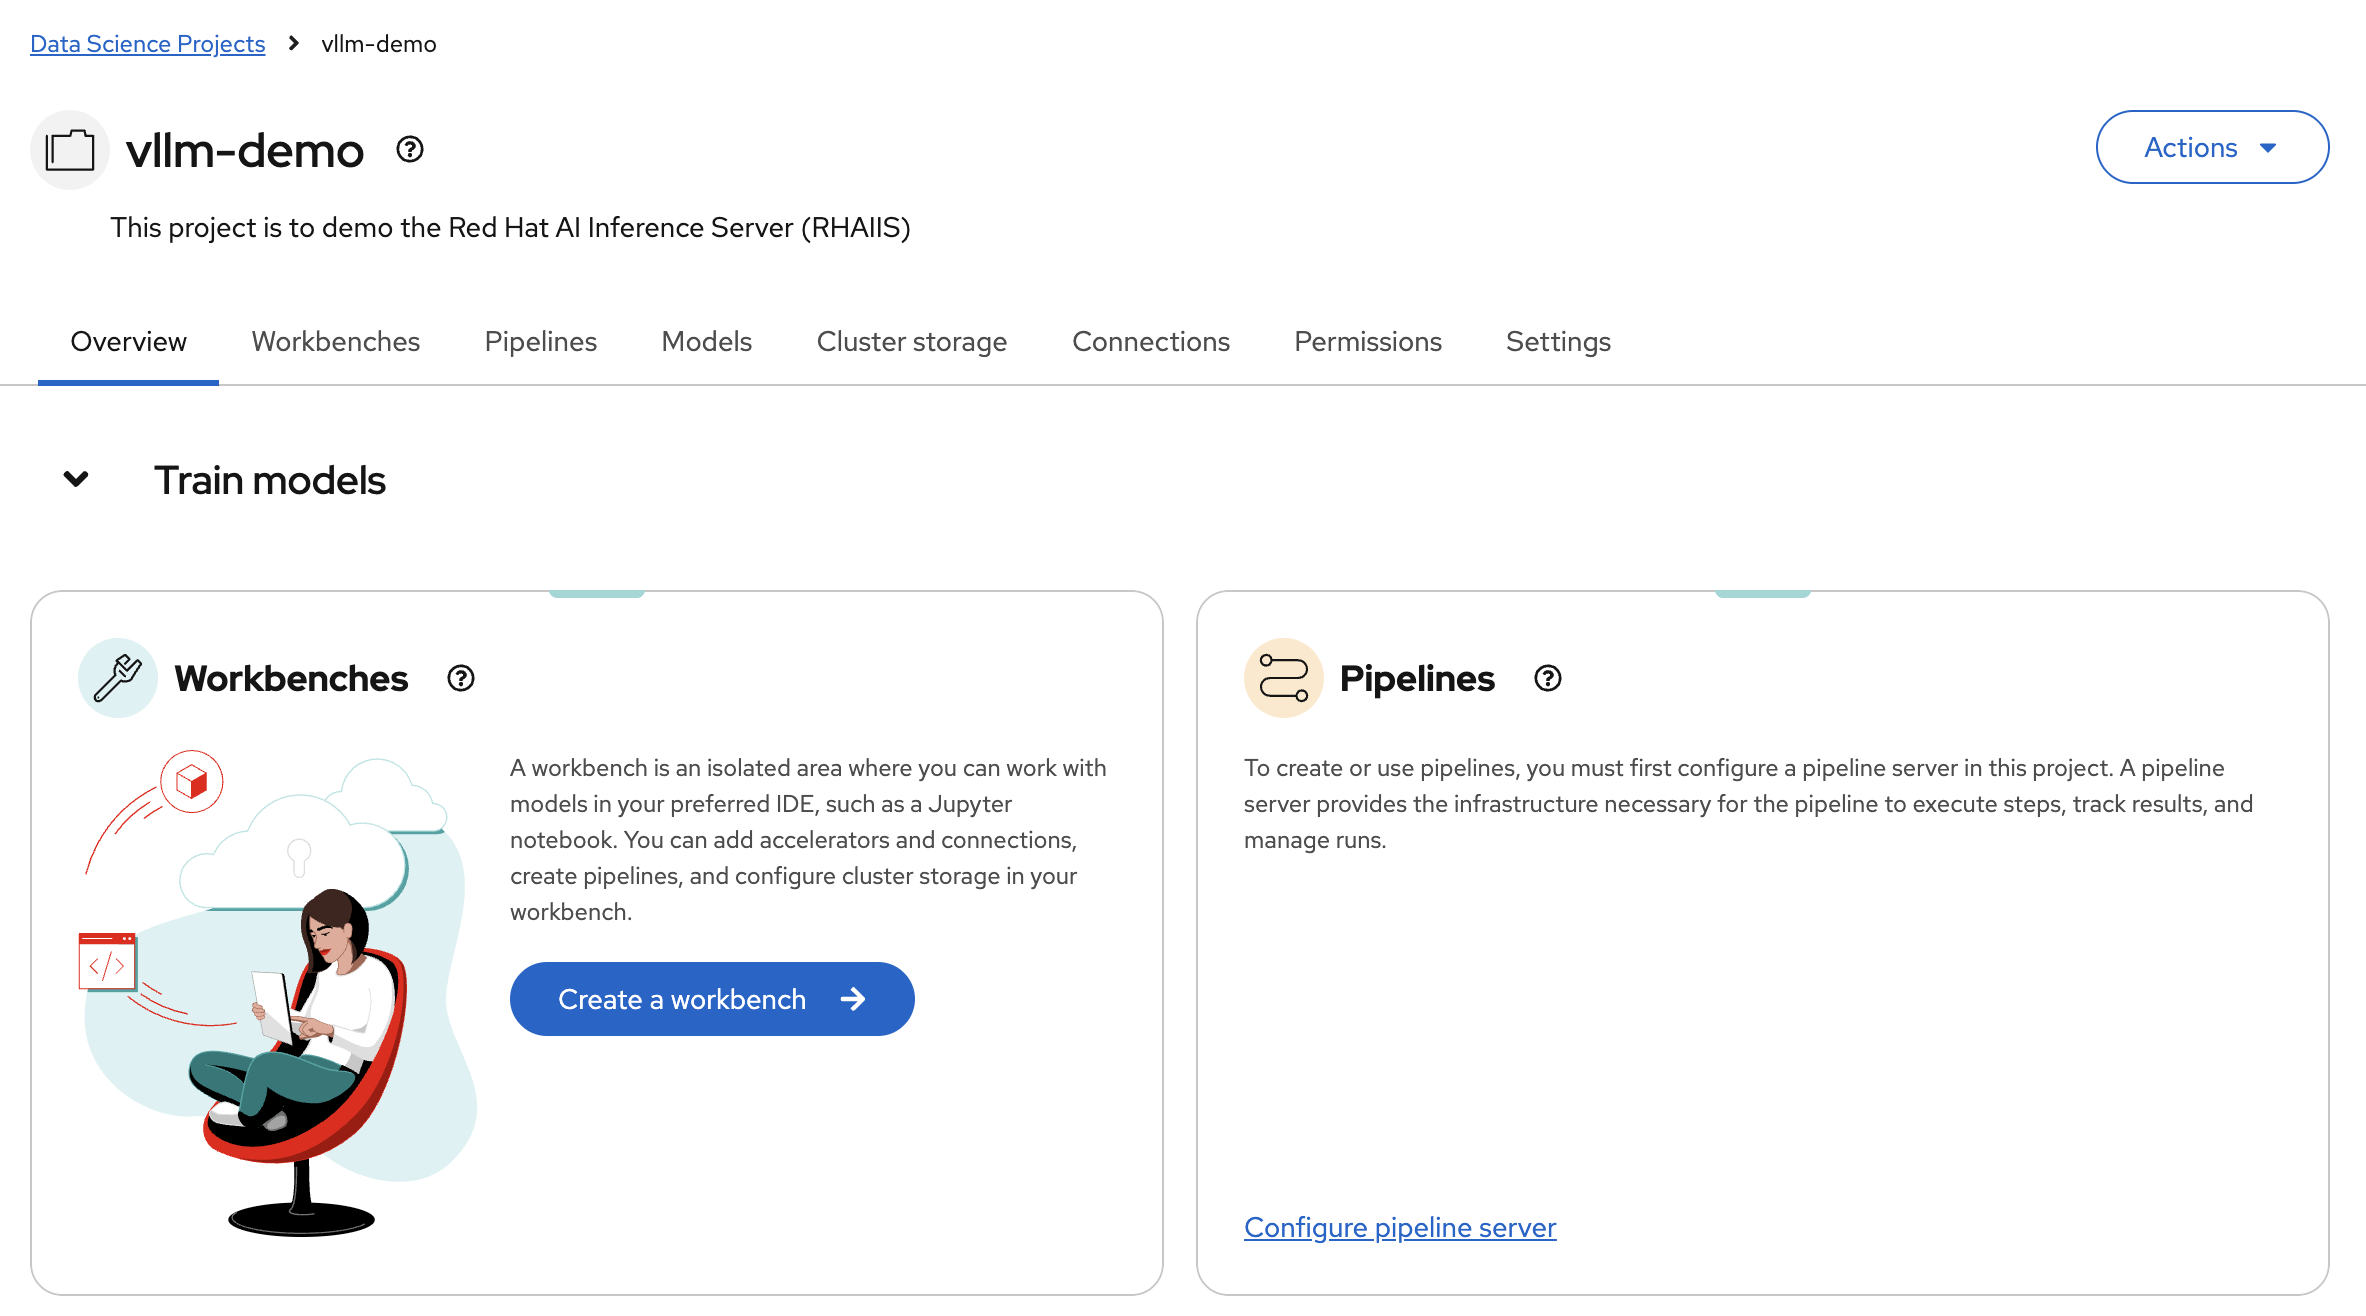 Data Science Projects > vllm-demo
vllm-demo
Actions
This project is to demo the Red Hat AI Inference Server (RHAIIS)
Overview Workbenches Pipelines Models Cluster storage Connections Permissions Settings
Train models
Workbenches
A workbench is an isolated area where you can work with
models in your preferred IDE, such as a Jupyter
notebook. You can add accelerators and connections,
create pipelines, and configure cluster storage in your
workbench.
Create a workbench
</>
Pipelines
To create or use pipelines, you must first configure a pipeline server in this project. A pipeline
server provides the infrastructure necessary for the pipeline to execute steps, track results, and
manage runs.
Configure pipeline server